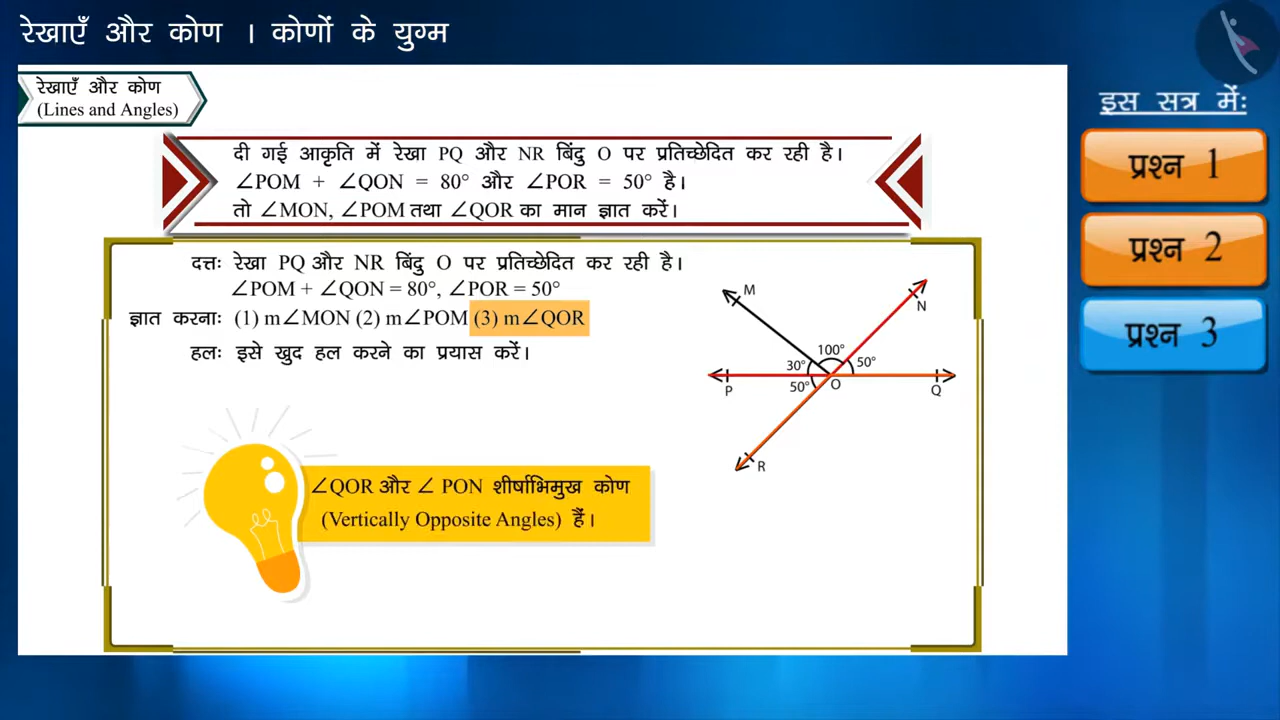 रेखाएँ और कोण । कोणों के युग्म
रेखाएँ और कोण
(Lines and Angles)
इस सत्र में:
प्रश्न 1
प्रश्न 2
प्रश्न 3
दी गई आकृति में रेखा PQ और NR बिंदु O पर प्रतिच्छेदित कर रही है।
∠POM + ∠QON = 80° और ∠POR = 50° है।
तो ∠MON, ∠POM तथा ∠QOR का मान ज्ञात करें।
दत्तः रेखा PQ और NR बिंदु O पर प्रतिच्छेदित कर रही है।
∠POM + ∠QON = 80°, ∠POR = 50°
ज्ञात करनाः (1) m∠MON (2) m∠POM (3) m∠QOR
हलः इसे खुद हल करने का प्रयास करें।
M
N
100°
30°
50°
50°
O
P
Q
R
∠QOR और ∠ PON शीर्षाभिमुख कोण
(Vertically Opposite Angles) हैं।